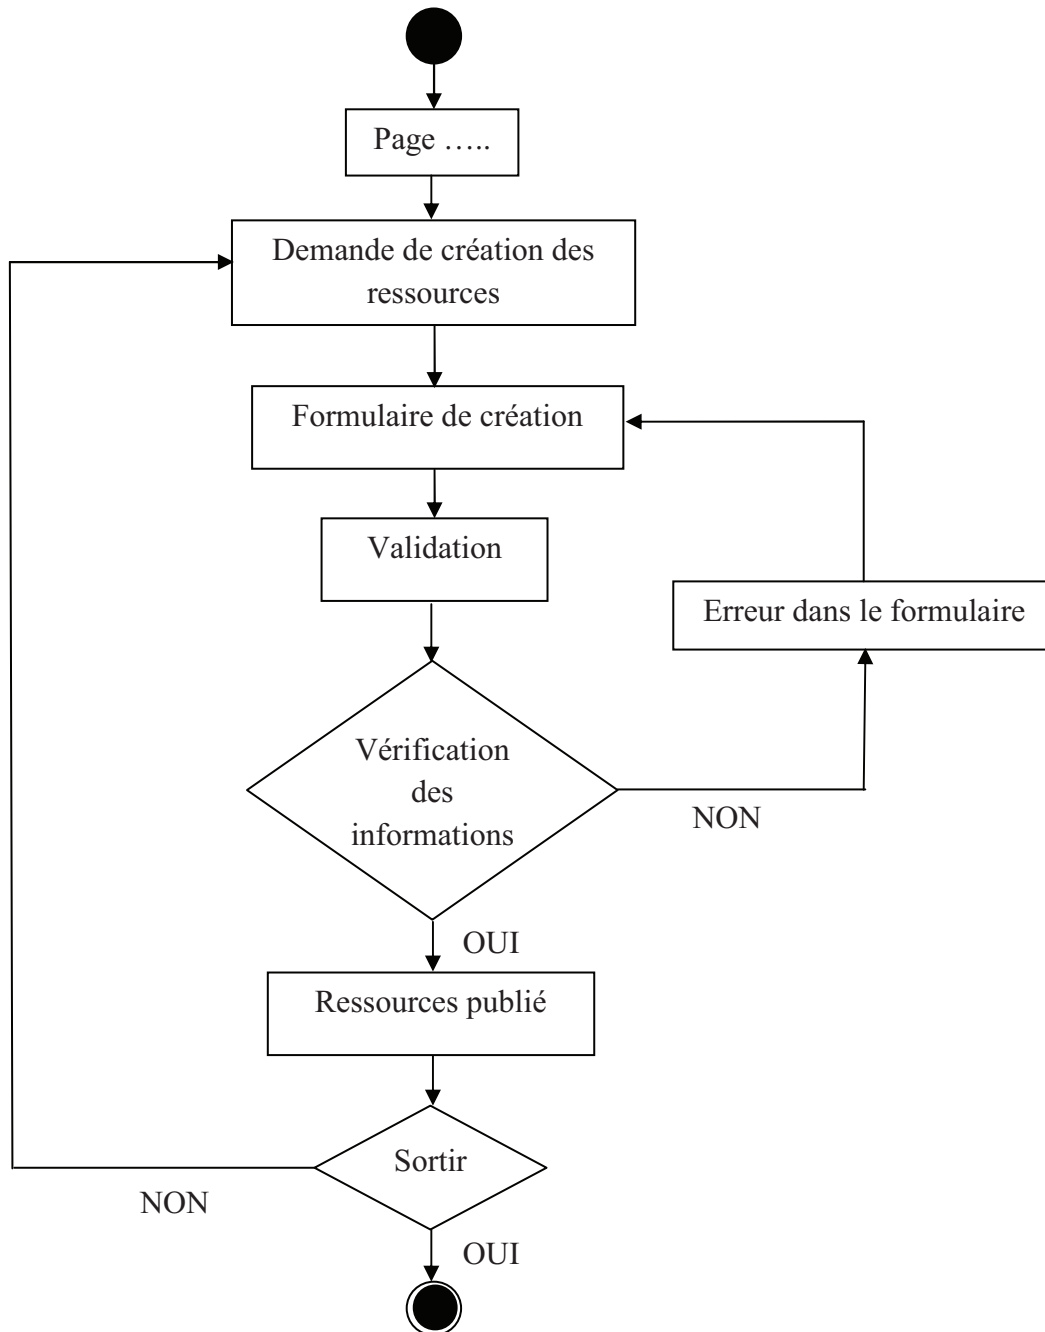 Page …..
Demande de création des
ressources
Formulaire de création
Validation
Erreur dans le formulaire
Vérification
des
informations
NON
OUI
Ressources publié
Sortir
NON
OUI